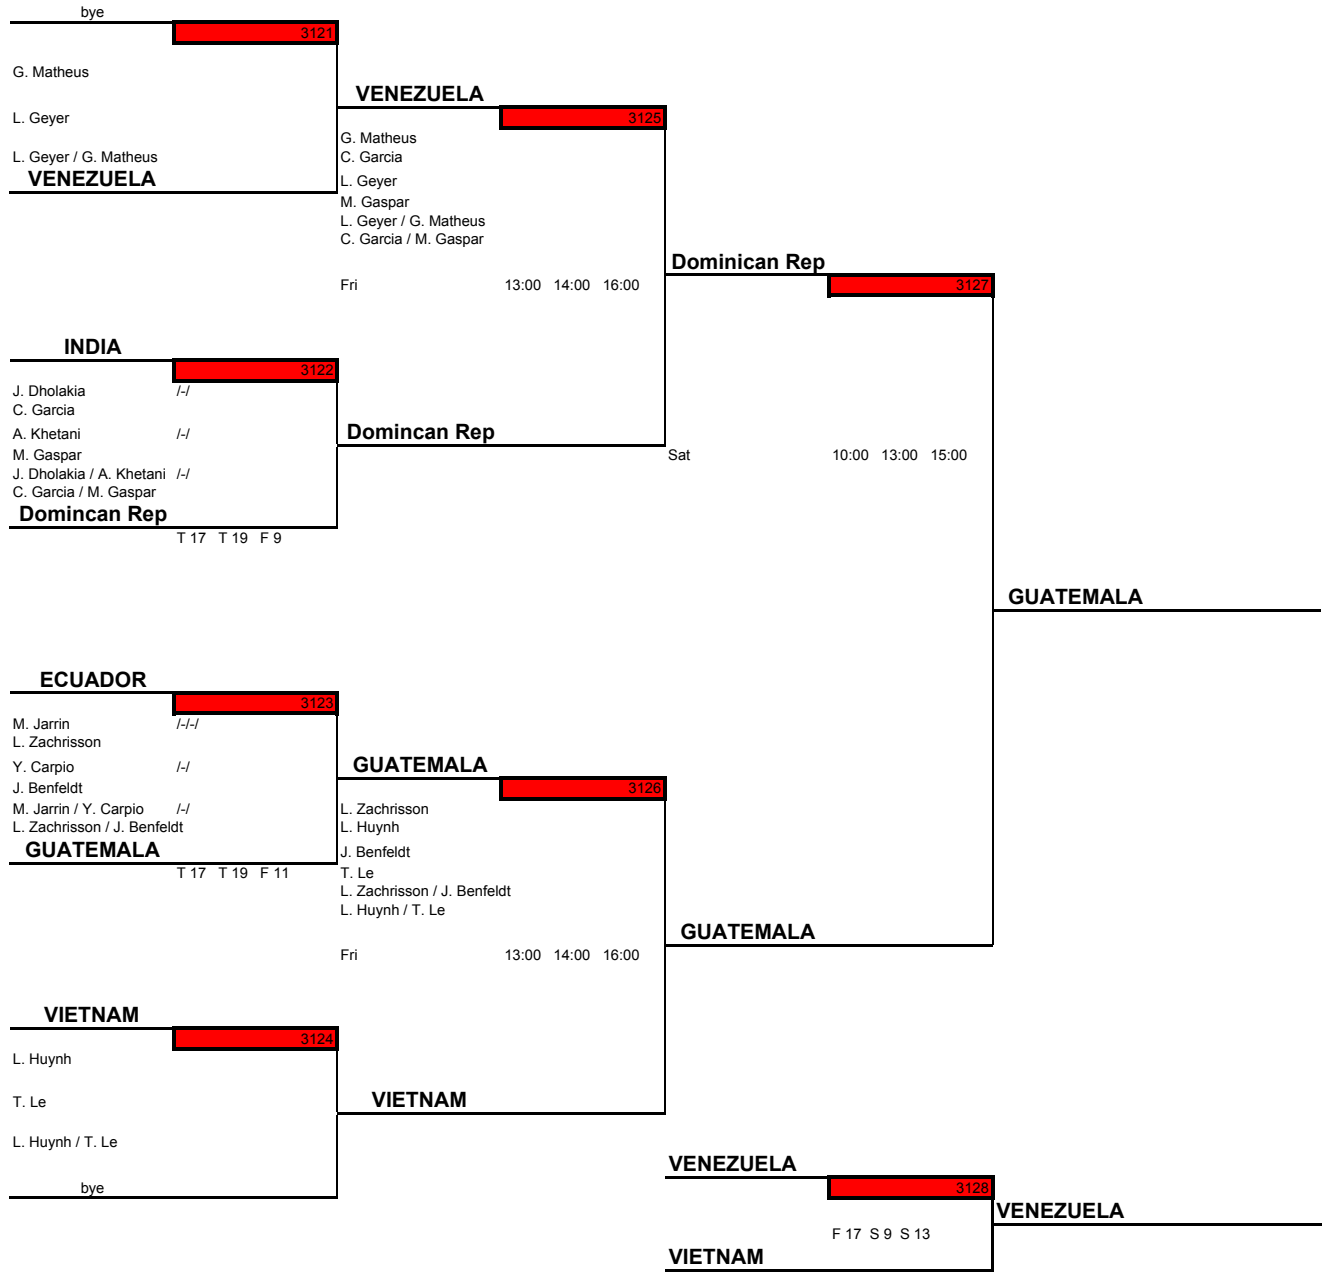 bye
3121
G. Matheus
L. Geyer
L. Geyer / G. Matheus
VENEZUELA
VENEZUELA
3125
G. Matheus
C. Garcia
L. Geyer
M. Gaspar
L. Geyer / G. Matheus
C. Garcia / M. Gaspar
Fri 13:00 14:00 16:00
Dominican Rep
3127
INDIA
3122
J. Dholakia /-/
C. Garcia
A. Khetani /-/
M. Gaspar
J. Dholakia / A. Khetani /-/
C. Garcia / M. Gaspar
Domincan Rep
T 17 T 19 F 9
Domincan Rep
Sat 10:00 13:00 15:00
GUATEMALA
ECUADOR
3123
M. Jarrin /-/-/
L. Zachrisson
Y. Carpio /-/
J. Benfeldt
M. Jarrin / Y. Carpio /-/
L. Zachrisson / J. Benfeldt
GUATEMALA
T 17 T 19 F 11
GUATEMALA
3126
L. Zachrisson
L. Huynh
J. Benfeldt
T. Le
L. Zachrisson / J. Benfeldt
L. Huynh / T. Le
Fri 13:00 14:00 16:00
GUATEMALA
VIETNAM
3124
L. Huynh
T. Le
L. Huynh / T. Le
bye
VIETNAM
VENEZUELA
3128
F 17 S 9 S 13
VIETNAM
VENEZUELA